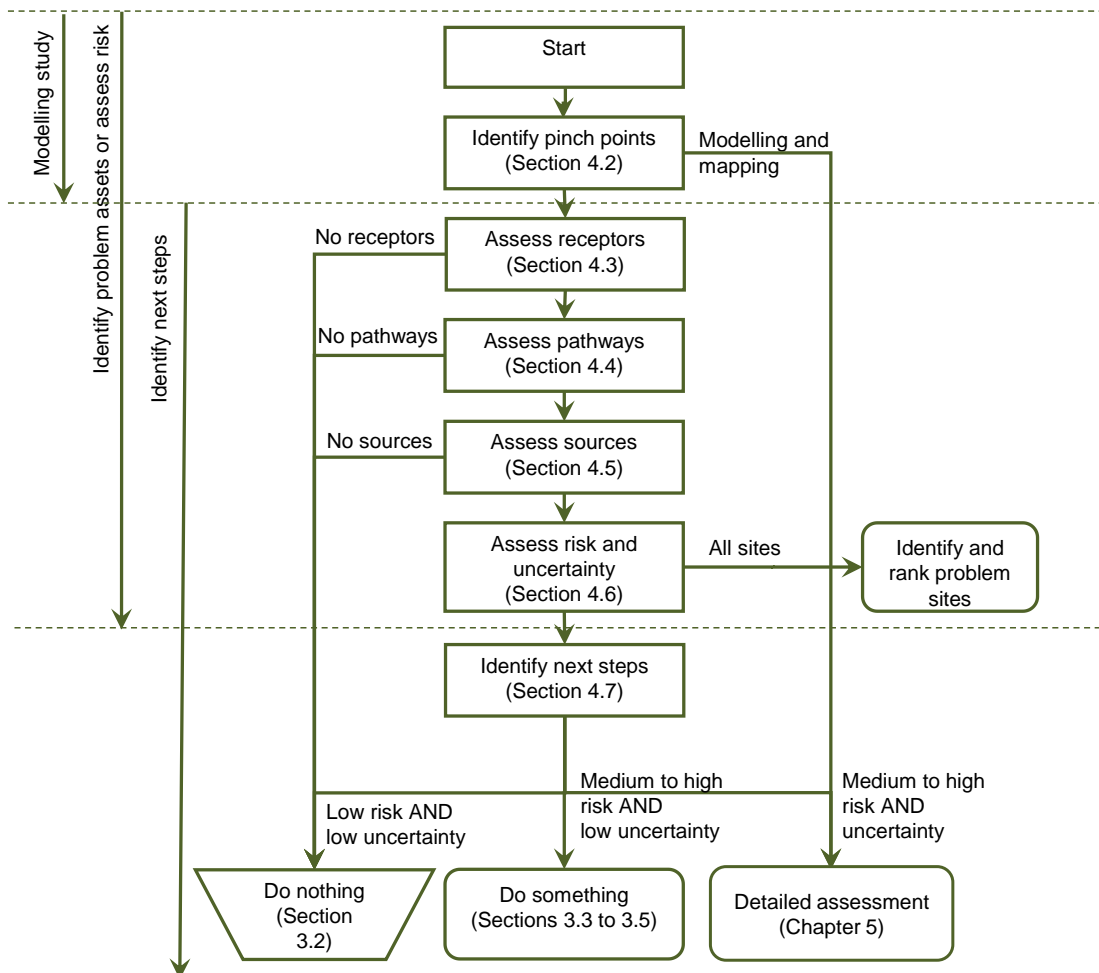 Modelling study
Identify problem assets or assess risk
Identify next steps
Start
Identify pinch points
(Section 4.2)
Modelling and
mapping
No receptors
Assess receptors
(Section 4.3)
No pathways
Assess pathways
(Section 4.4)
No sources
Assess sources
(Section 4.5)
Assess risk and
uncertainty
(Section 4.6)
All sites
Identify and
rank problem
sites
Identify next steps
(Section 4.7)
Low risk AND
low uncertainty
Medium to high
risk AND
low uncertainty
Medium to high
risk AND
uncertainty
Do nothing
(Section
3.2)
Do something
(Sections 3.3 to 3.5)
Detailed assessment
(Chapter 5)